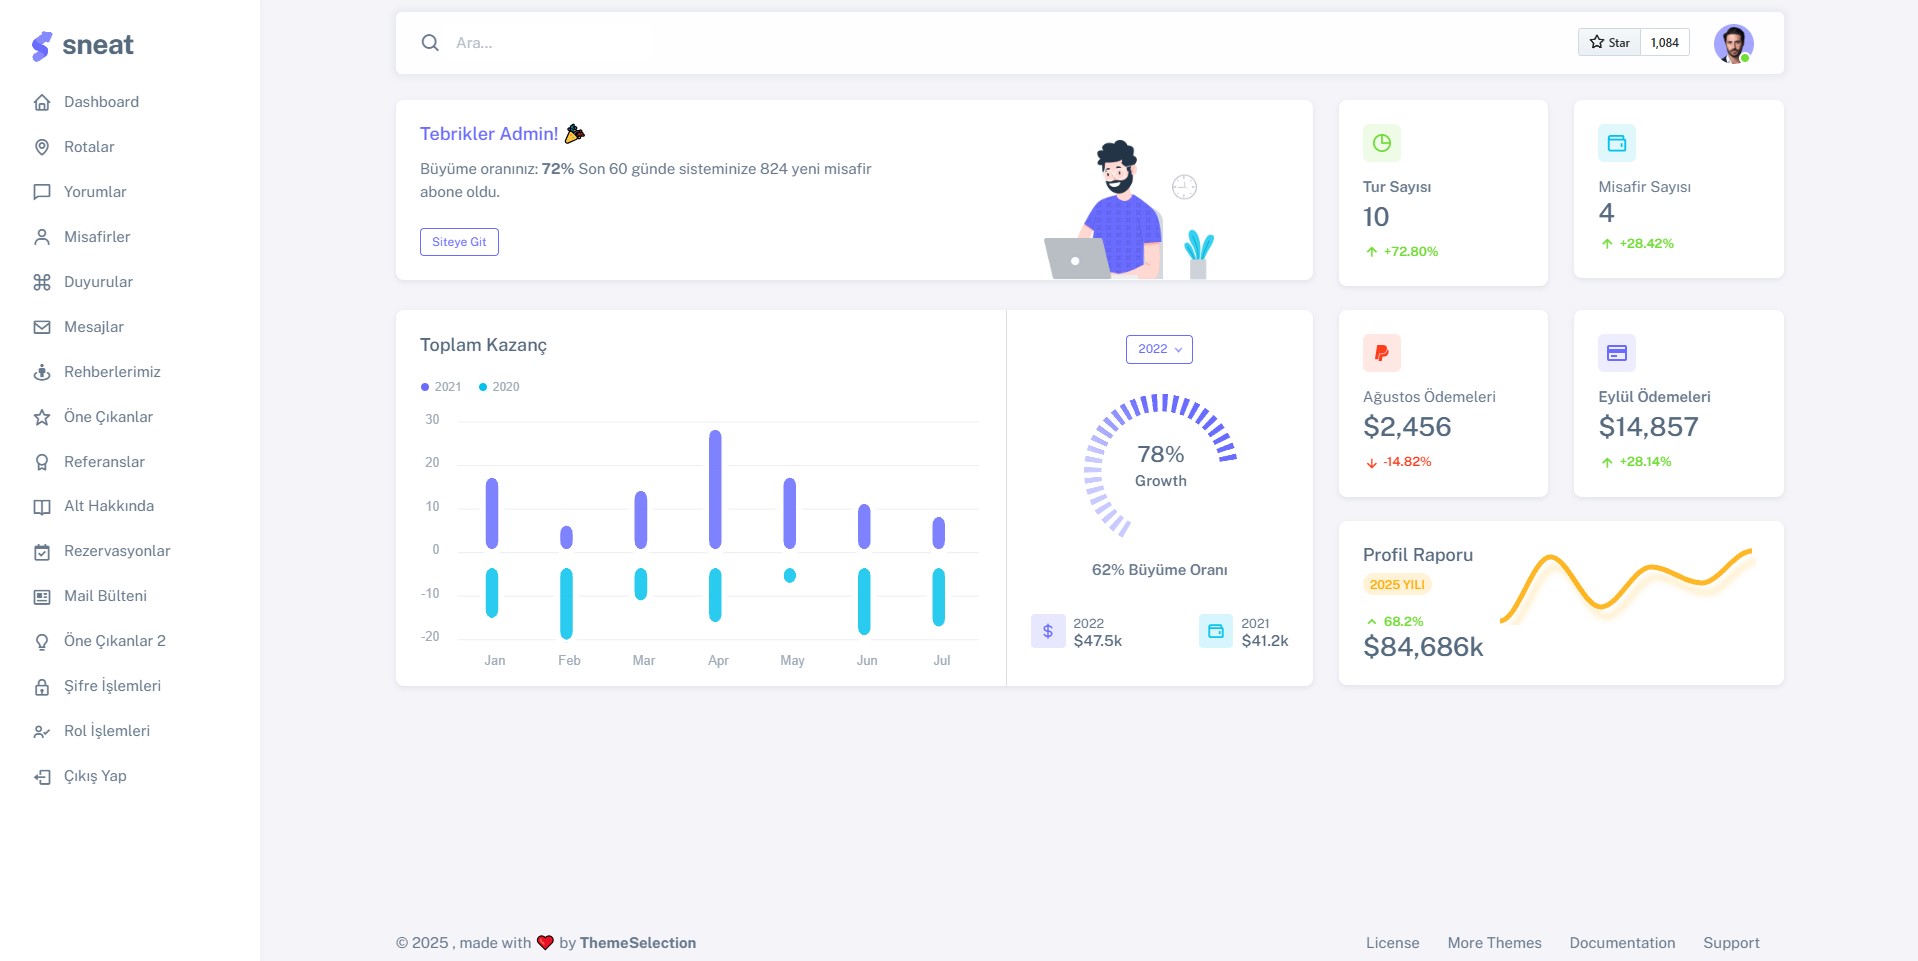 sneat
Dashboard
Rotalar
Yorumlar
Misafirler
Duyurular
Mesajlar
Rehberlerimiz
Öne Çıkanlar
Referanslar
Alt Hakkında
Rezervasyonlar
Mail Bülteni
Öne Çıkanlar 2
Şifre İşlemleri
Rol İşlemleri
Çıkış Yap
Ara...
Star 1,084
Tebrikler Admin! 🎉
Büyüme oranınız: 72% Son 60 günde sisteminize 824 yeni misafir
abone oldu.
Siteye Git
Tur Sayısı
10
+72.80%
Misafir Sayısı
4
+28.42%
Toplam Kazanç
2021 2020
30
20
10
0
-10
-20
Jan Feb Mar Apr May Jun Jul
2022
78%
Growth
62% Büyüme Oranı
$
2022
$47.5k
2021
$41.2k
Ağustos Ödemeleri
$2,456
-14.82%
Eylül Ödemeleri
$14,857
+28.14%
Profil Raporu
2025 YILI
68.2%
$84,686k
© 2025 , made with ❤️ by ThemeSelection
License More Themes Documentation Support